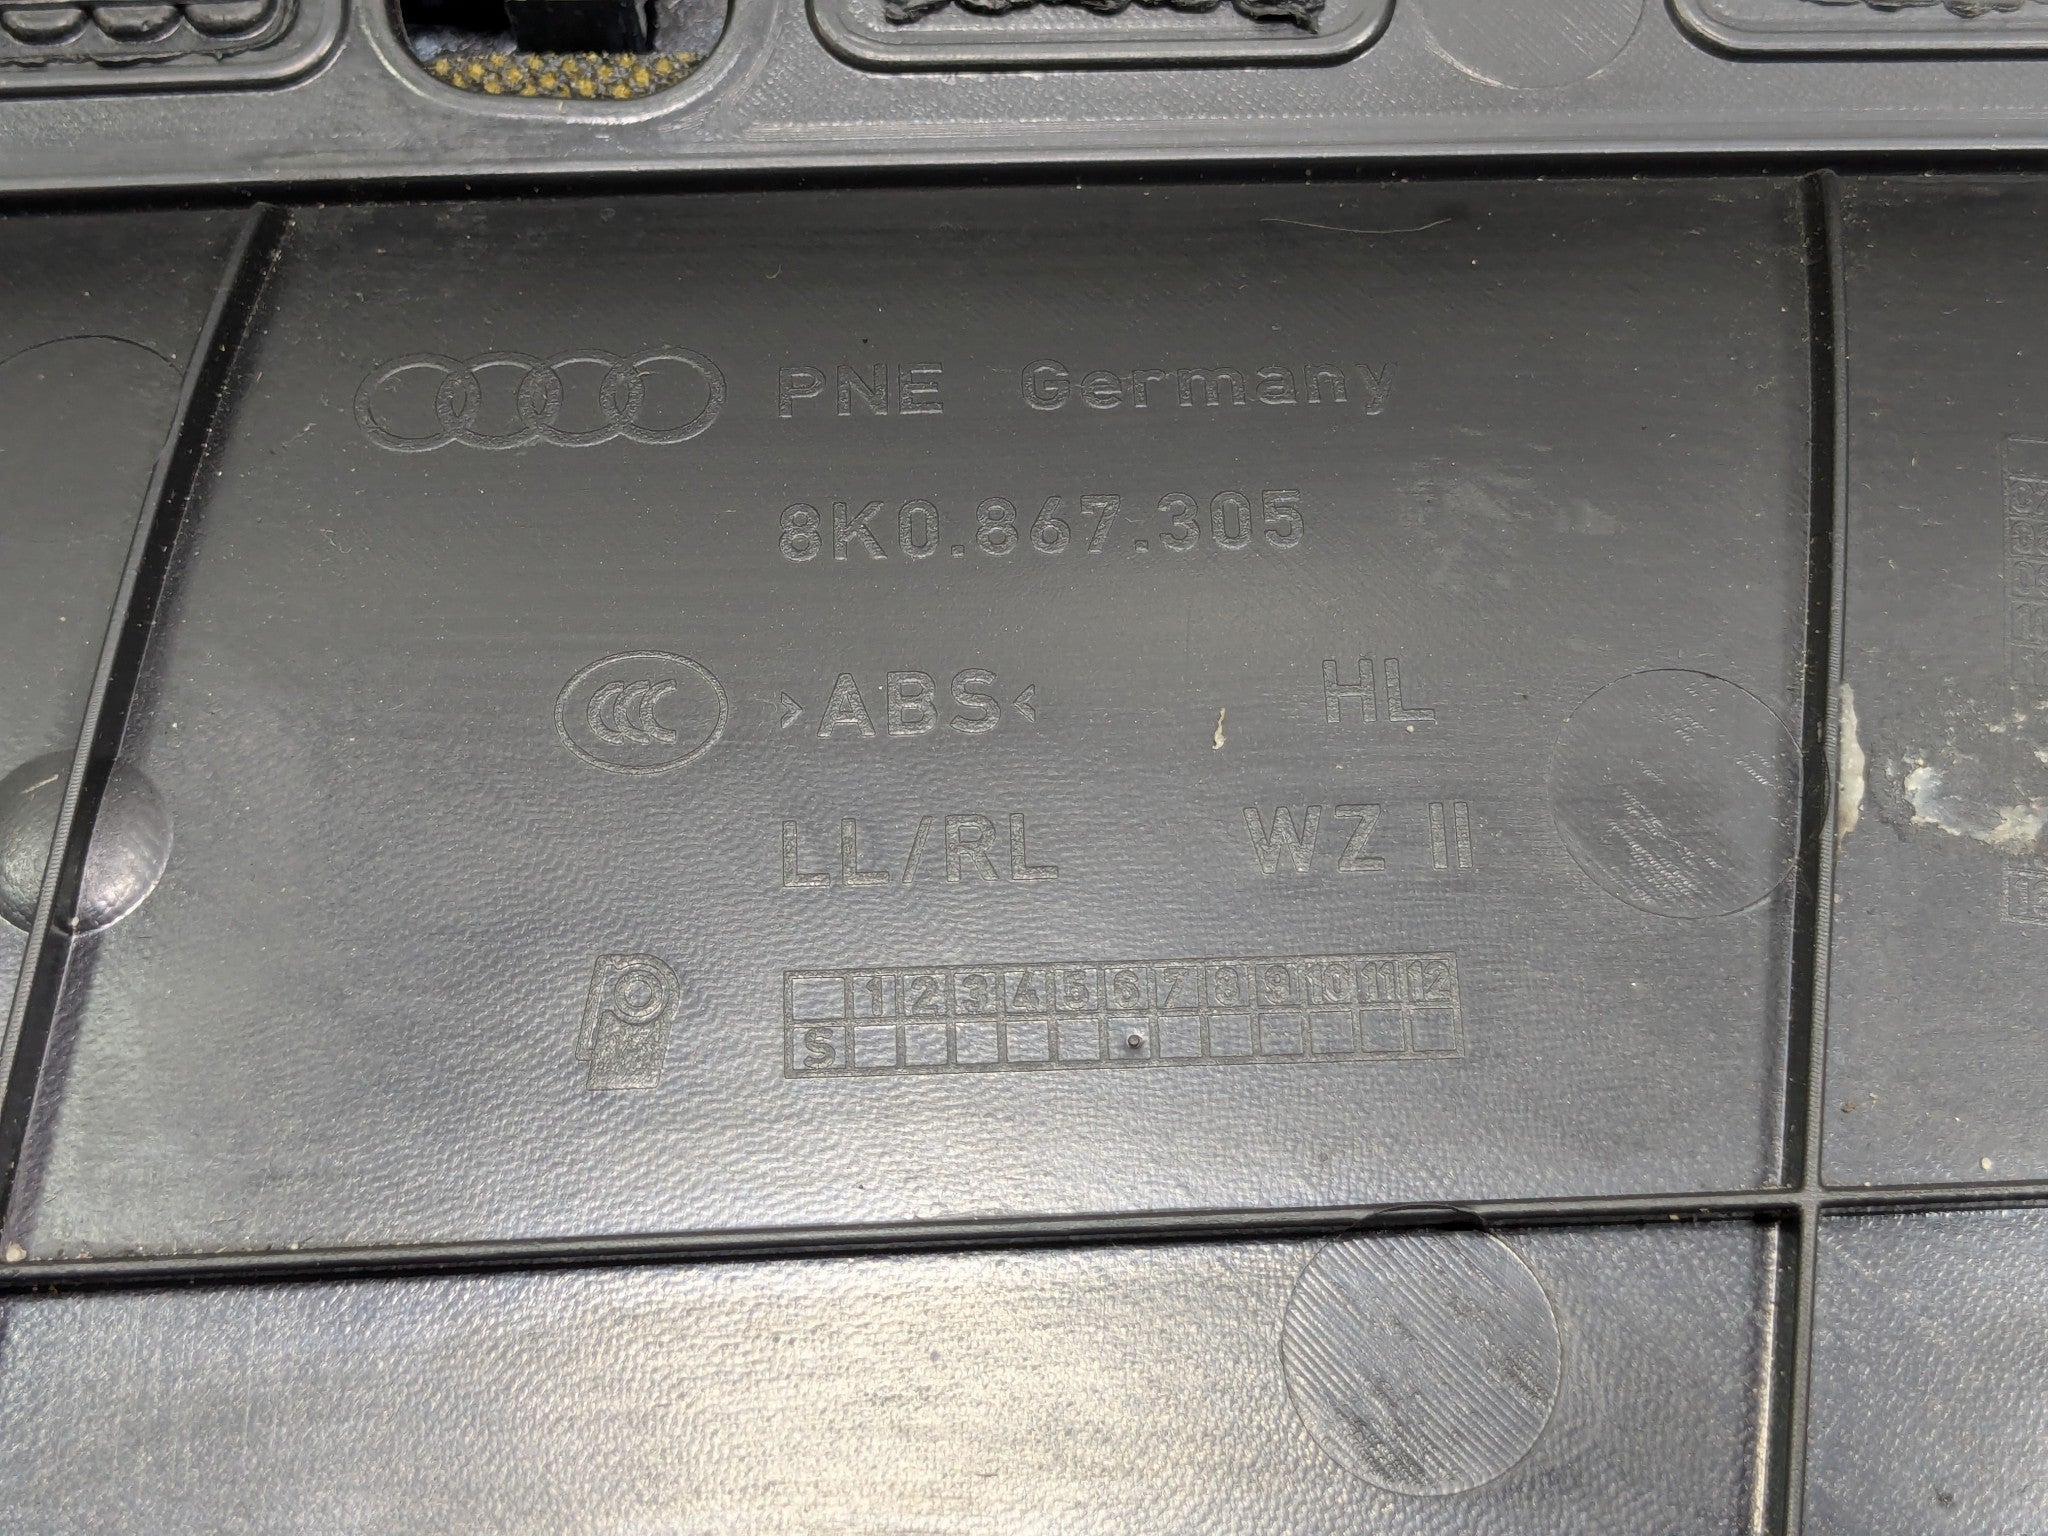 PNE Germany
8K0.867.305
CCC >ABS< HL
LL/RL WZ II
1 2 3 4 5 6 7 8 9 10 11 12
S